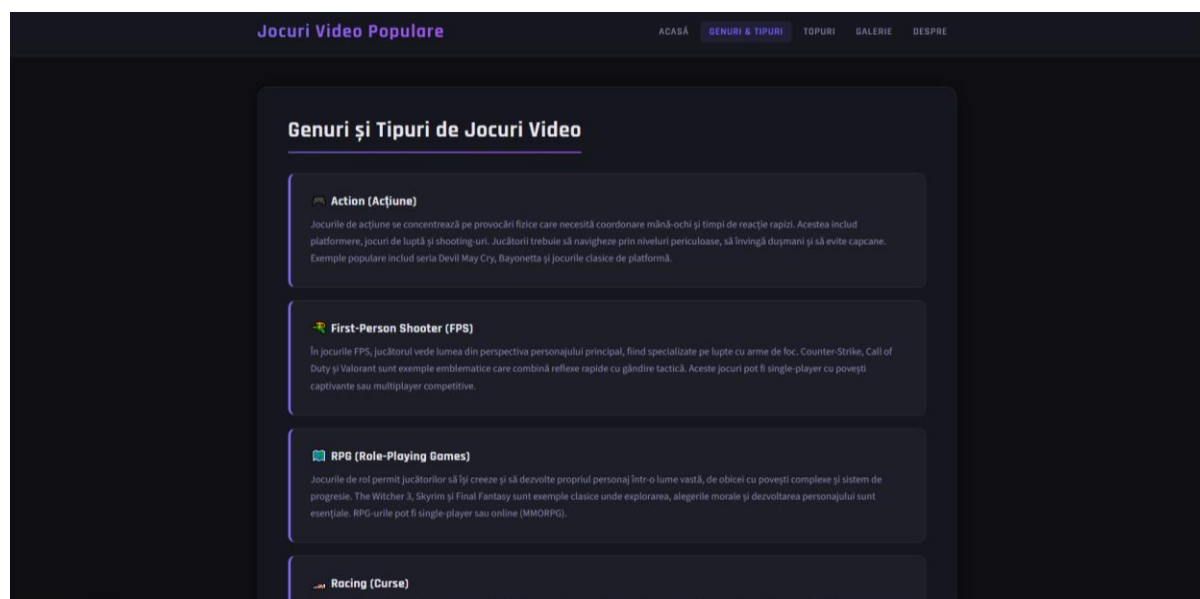 Jocuri Video Populare
ACASĂ GENURI & TIPURI TOPURI GALERIE DESPRE
Genuri și Tipuri de Jocuri Video
Action (Acțiune)
Jocurile de acțiune se concentrează pe provocări fizice care necesită coordonare mână-ochi și timpi de reacție rapizi. Acestea includ
platformere, jocuri de luptă și shooting-uri. Jucătorii trebuie să navigheze prin niveluri periculoase, să învingă dușmani și să evite capcane.
Exemple populare includ seria Devil May Cry, Bayonetta și jocurile clasice de platformă.
First-Person Shooter (FPS)
În jocurile FPS, jucătorul vede lumea din perspectiva personajului principal, fiind specializate pe lupte cu arme de foc. Counter-Strike, Call of
Duty și Valorant sunt exemple emblematice care combină reflexe rapide cu gândire tactică. Aceste jocuri pot fi single-player cu povești
captivante sau multiplayer competitive.
RPG (Role-Playing Games)
Jocurile de rol permit jucătorilor să își creeze și să dezvolte propriul personaj într-o lume vastă, de obicei cu povești complexe și sistem de
progresie. The Witcher 3, Skyrim și Final Fantasy sunt exemple clasice unde explorarea, alegerile morale și dezvoltarea personajului sunt
esențiale. RPG-urile pot fi single-player sau online (MMORPG).
Racing (Curse)